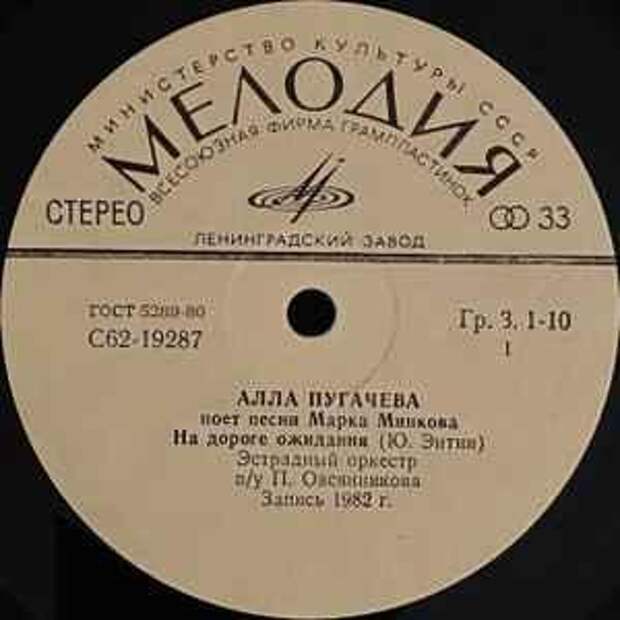 МИНИСТЕРСТВО КУЛЬТУРЫ СССР
МЕЛОДИЯ
ВСЕСОЮЗНАЯ ФИРМА ГРАМПЛАСТИНОК
СТЕРЕО
33
ЛЕНИНГРАДСКИЙ ЗАВОД
ГОСТ 5289-80
Гр. 3. 1-10
С62-19287
1
АЛЛА ПУГАЧЕВА
поет песни Марка Минкова
На дороге ожидания (Ю. Энтин)
Эстрадный оркестр
п/у П. Овсянникова
Запись 1982 г.